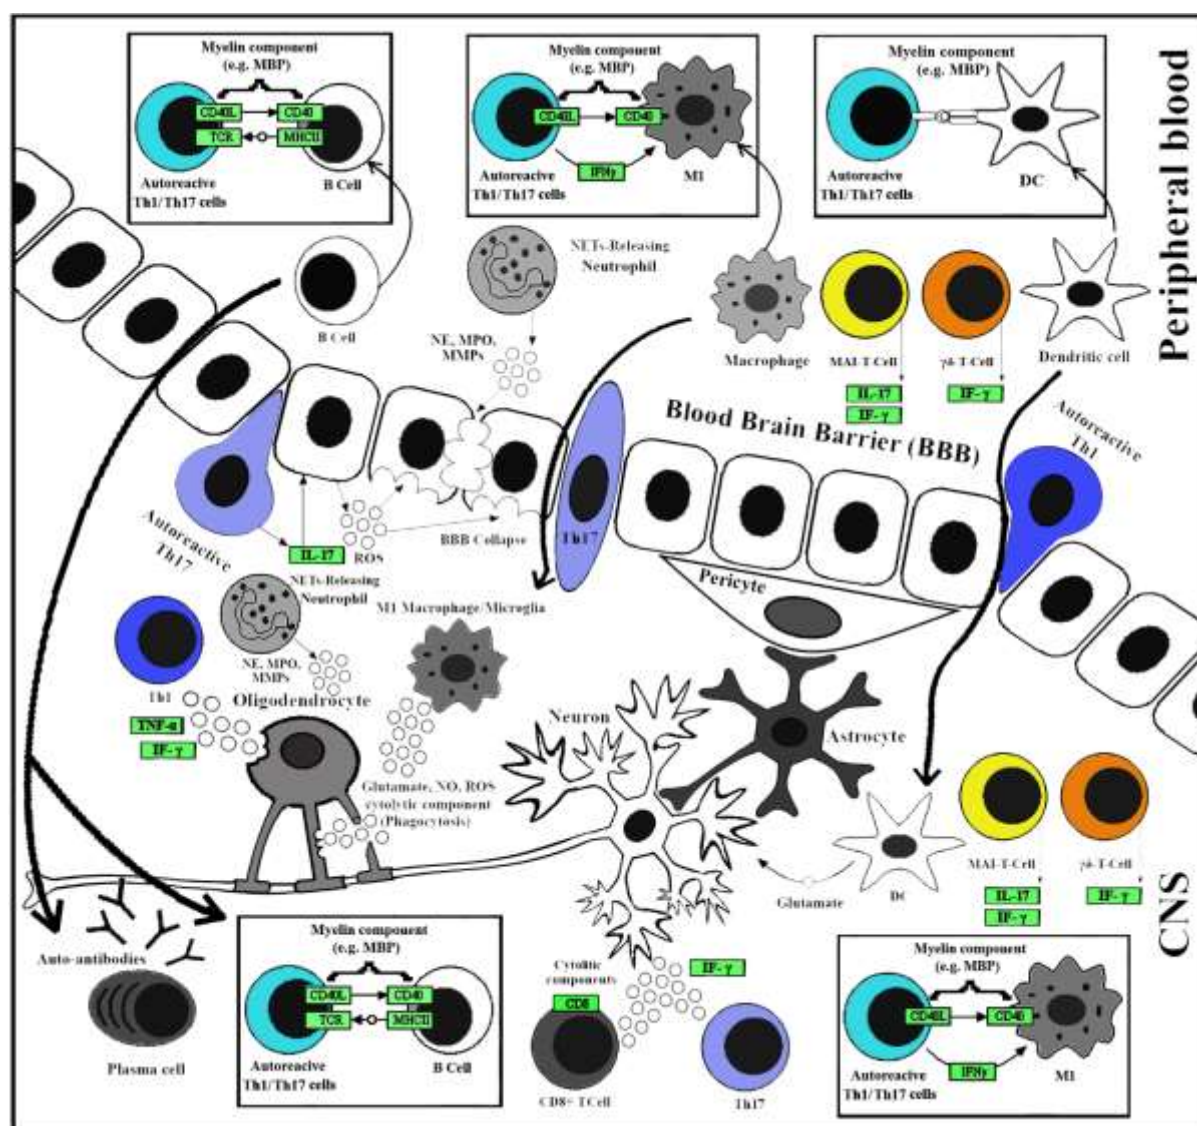 Myelin component
(e.g. MBP)
CD40L
CD40
TCR
MHCII
Autoreacive
Th1/Th17 cells
B Cell
Myelin component
(e.g. MBP)
CD40L
CD40
IFNγ
Autoreacive
Th1/Th17 cells
M1
Myelin component
(e.g. MBP)
Autoreacive
Th1/Th17 cells
DC
Peripheral blood
B Cell
NETs-Releasing
Neutrophil
NE, MPO,
MMPs
Macrophage
MAI-T-Cell
IL-17
IF- γ
γδ-T-Cell
IF- γ
Dendritic cell
Blood Brain Barrier (BBB)
Autoreactive
Th1
Autoreactive
Th17
IL-17
ROS
BBB Collapse
Th17
Pericyte
NETs-Releasing
Neutrophil
NE, MPO,
MMPs
M1 Macrophage/Microglia
Th1
TNF-α
IF- γ
Oligodendrocyte
Glutamate, NO, ROS
cytolytic component
(Phagocytosis)
Neuron
Astrocyte
DC
Glutamate
MAI-T-Cell
IL-17
IF- γ
γδ-T-Cell
IF- γ
CNS
Auto-antibodies
Plasma cell
Myelin component
(e.g. MBP)
CD40L
CD40
TCR
MHCII
Autoreacive
Th1/Th17 cells
B Cell
Cytolitic
components
CD8
CD8+ TCell
IF- γ
Th17
Myelin component
(e.g. MBP)
CD40L
CD40
IFNγ
Autoreacive
Th1/Th17 cells
M1